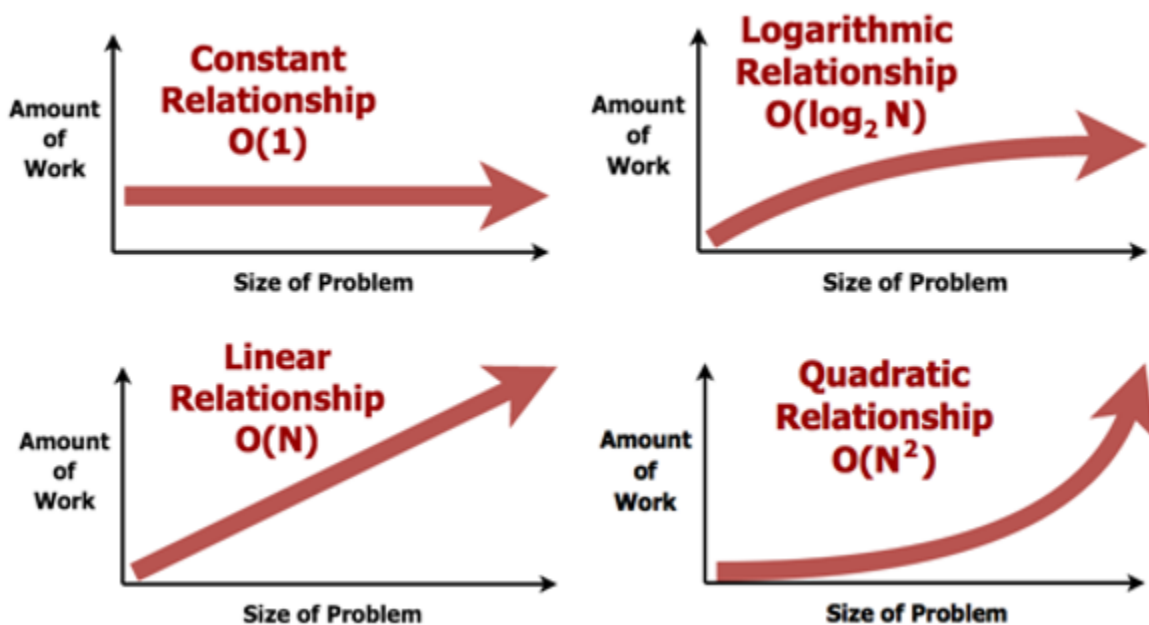 Constant
Relationship
O(1)
Amount
of
Work
Size of Problem
Logarithmic
Relationship
O(log₂ N)
Amount
of
Work
Size of Problem
Linear
Relationship
O(N)
Amount
of
Work
Size of Problem
Quadratic
Relationship
O(N²)
Amount
of
Work
Size of Problem